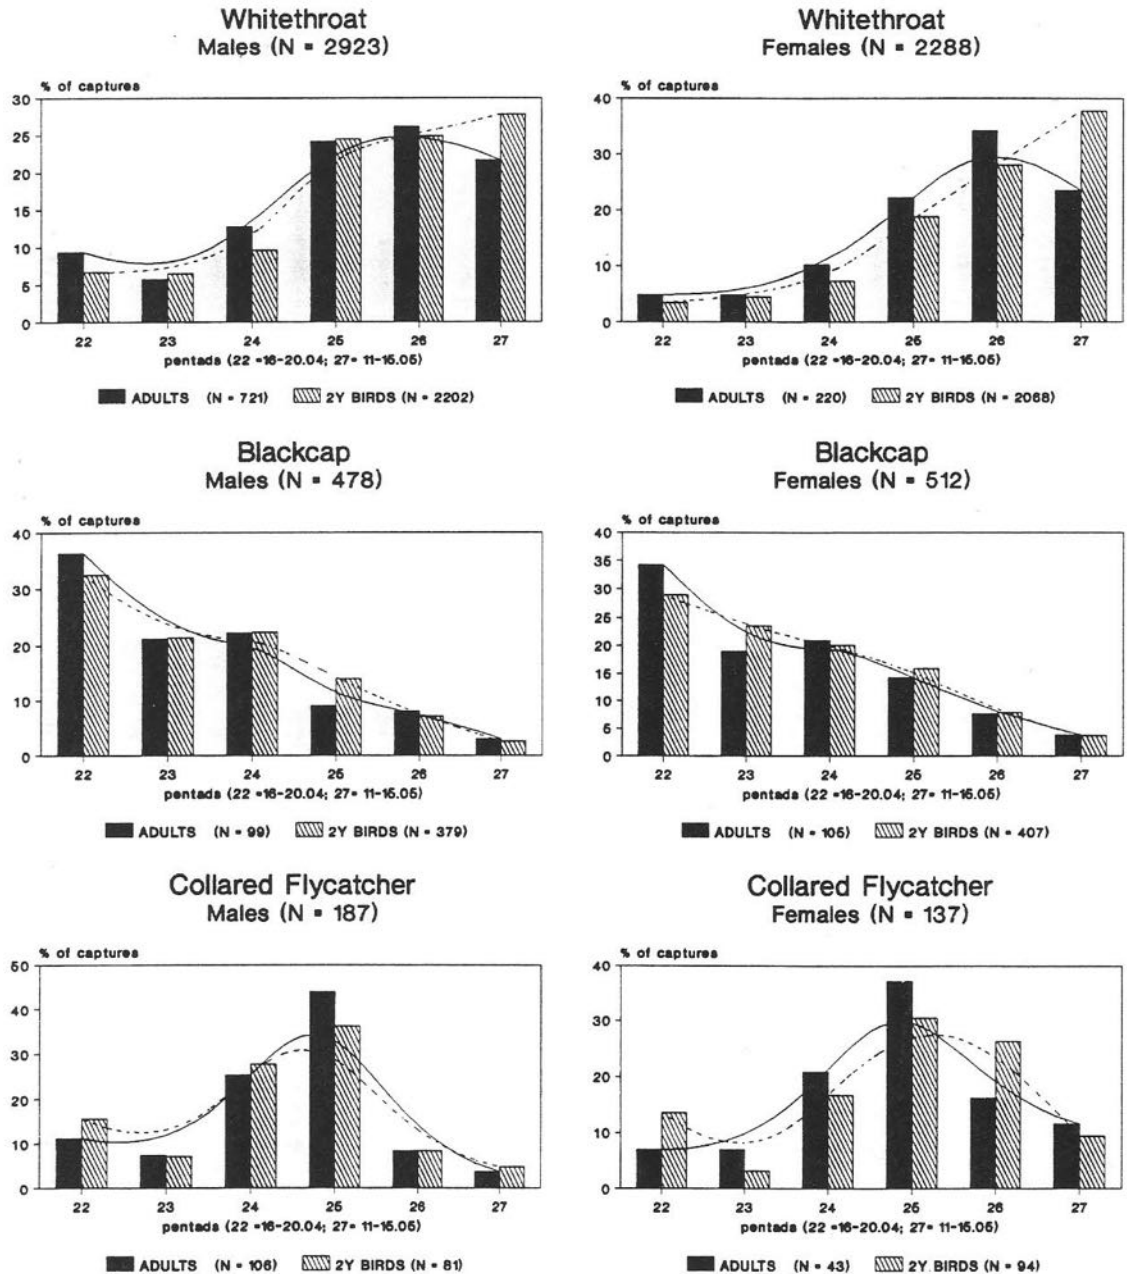 Whitethroat
Males (N = 2923)
% of captures
30
25
20
15
10
5
0
22 23 24 25 26 27
pentads (22 =16-20.04; 27= 11-15.05)
ADULTS (N = 721) 2Y BIRDS (N = 2202)
Whitethroat
Females (N = 2288)
% of captures
40
30
20
10
0
22 23 24 25 26 27
pentads (22 =16-20.04; 27= 11-15.05)
ADULTS (N = 220) 2Y BIRDS (N = 2068)
Blackcap
Males (N = 478)
% of captures
40
30
20
10
0
22 23 24 25 26 27
pentads (22 =16-20.04; 27= 11-15.05)
ADULTS (N = 99) 2Y BIRDS (N = 379)
Blackcap
Females (N = 512)
% of captures
40
35
30
25
20
15
10
5
0
22 23 24 25 26 27
pentads (22 =16-20.04; 27= 11-15.05)
ADULTS (N = 105) 2Y BIRDS (N = 407)
Collared Flycatcher
Males (N = 187)
% of captures
50
40
30
20
10
0
22 23 24 25 26 27
pentads (22 =16-20.04; 27= 11-15.05)
ADULTS (N = 106) 2Y BIRDS (N = 81)
Collared Flycatcher
Females (N = 137)
% of captures
40
30
20
10
0
22 23 24 25 26 27
pentads (22 =16-20.04; 27= 11-15.05)
ADULTS (N = 43) 2Y BIRDS (N = 94)